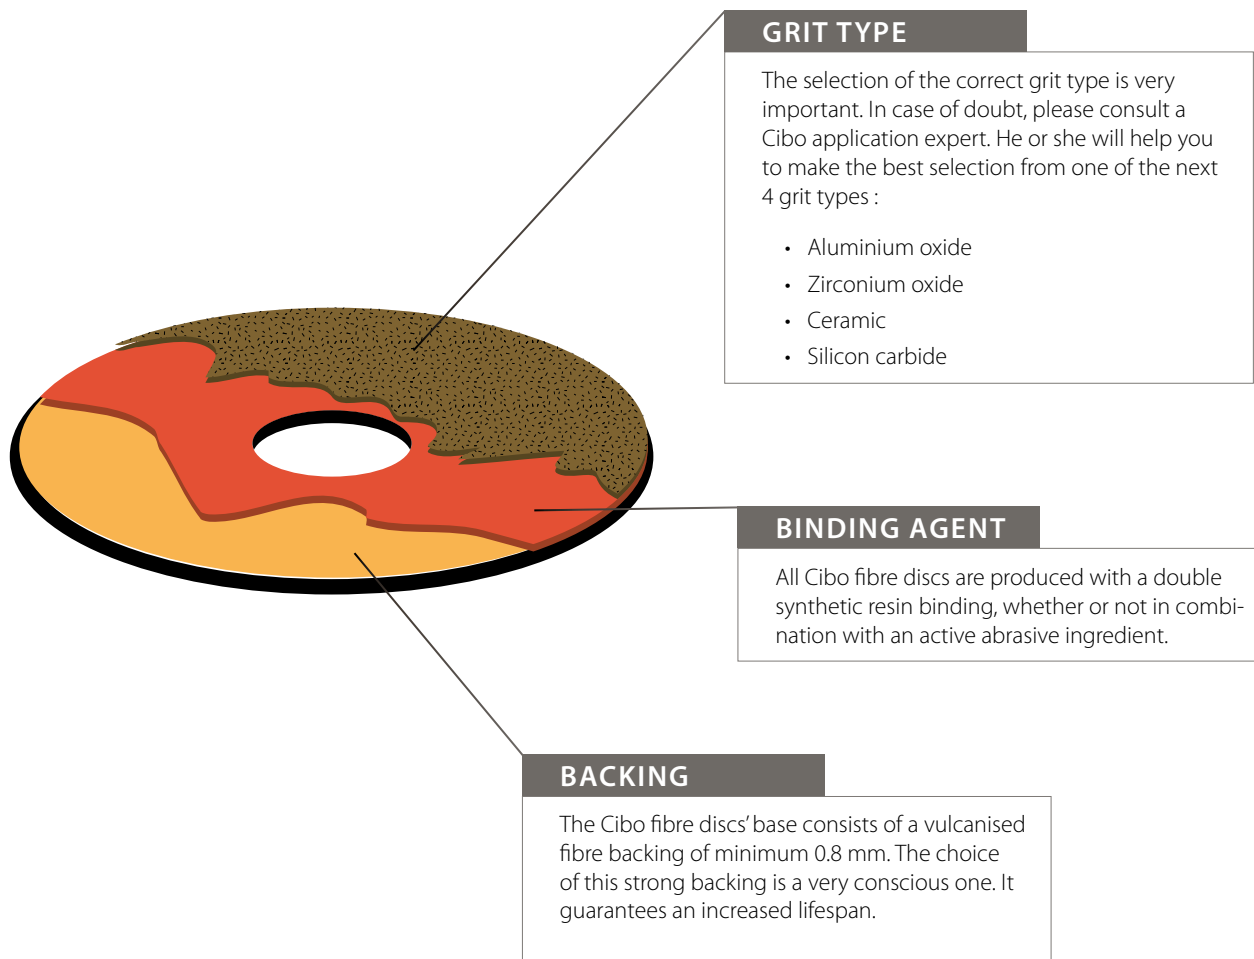 GRIT TYPE
The selection of the correct grit type is very
important. In case of doubt, please consult a
Cibo application expert. He or she will help you
to make the best selection from one of the next
4 grit types :
• Aluminium oxide
• Zirconium oxide
• Ceramic
• Silicon carbide
BINDING AGENT
All Cibo fibre discs are produced with a double
synthetic resin binding, whether or not in combi-
nation with an active abrasive ingredient.
BACKING
The Cibo fibre discs’ base consists of a vulcanised
fibre backing of minimum 0.8 mm. The choice
of this strong backing is a very conscious one. It
guarantees an increased lifespan.